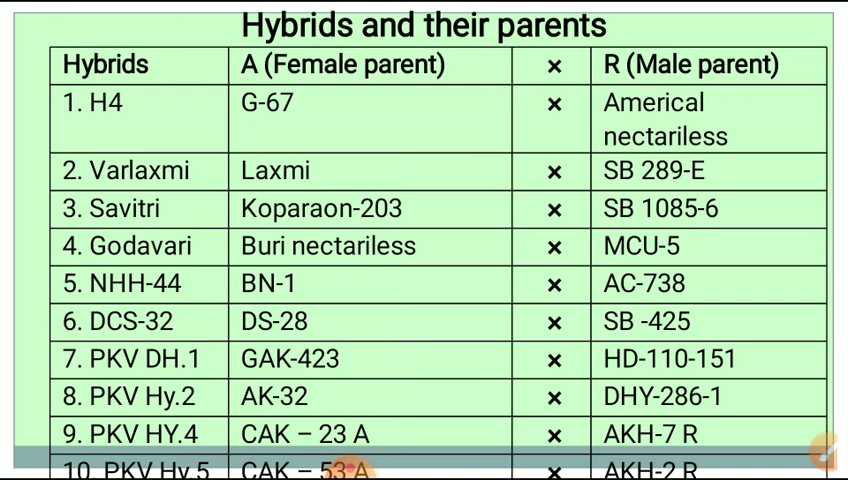 Hybrids and their parents
Hybrids A (Female parent) × R (Male parent)
1. H4 G-67 × Americal
nectariless
2. Varlaxmi Laxmi × SB 289-E
3. Savitri Koparaon-203 × SB 1085-6
4. Godavari Buri nectariless × MCU-5
5. NHH-44 BN-1 × AC-738
6. DCS-32 DS-28 × SB -425
7. PKV DH.1 GAK-423 × HD-110-151
8. PKV Hy.2 AK-32 × DHY-286-1
9. PKV HY.4 CAK – 23 A × AKH-7 R
10. PKV Hy.5 CAK – 53 A × AKH-2 R